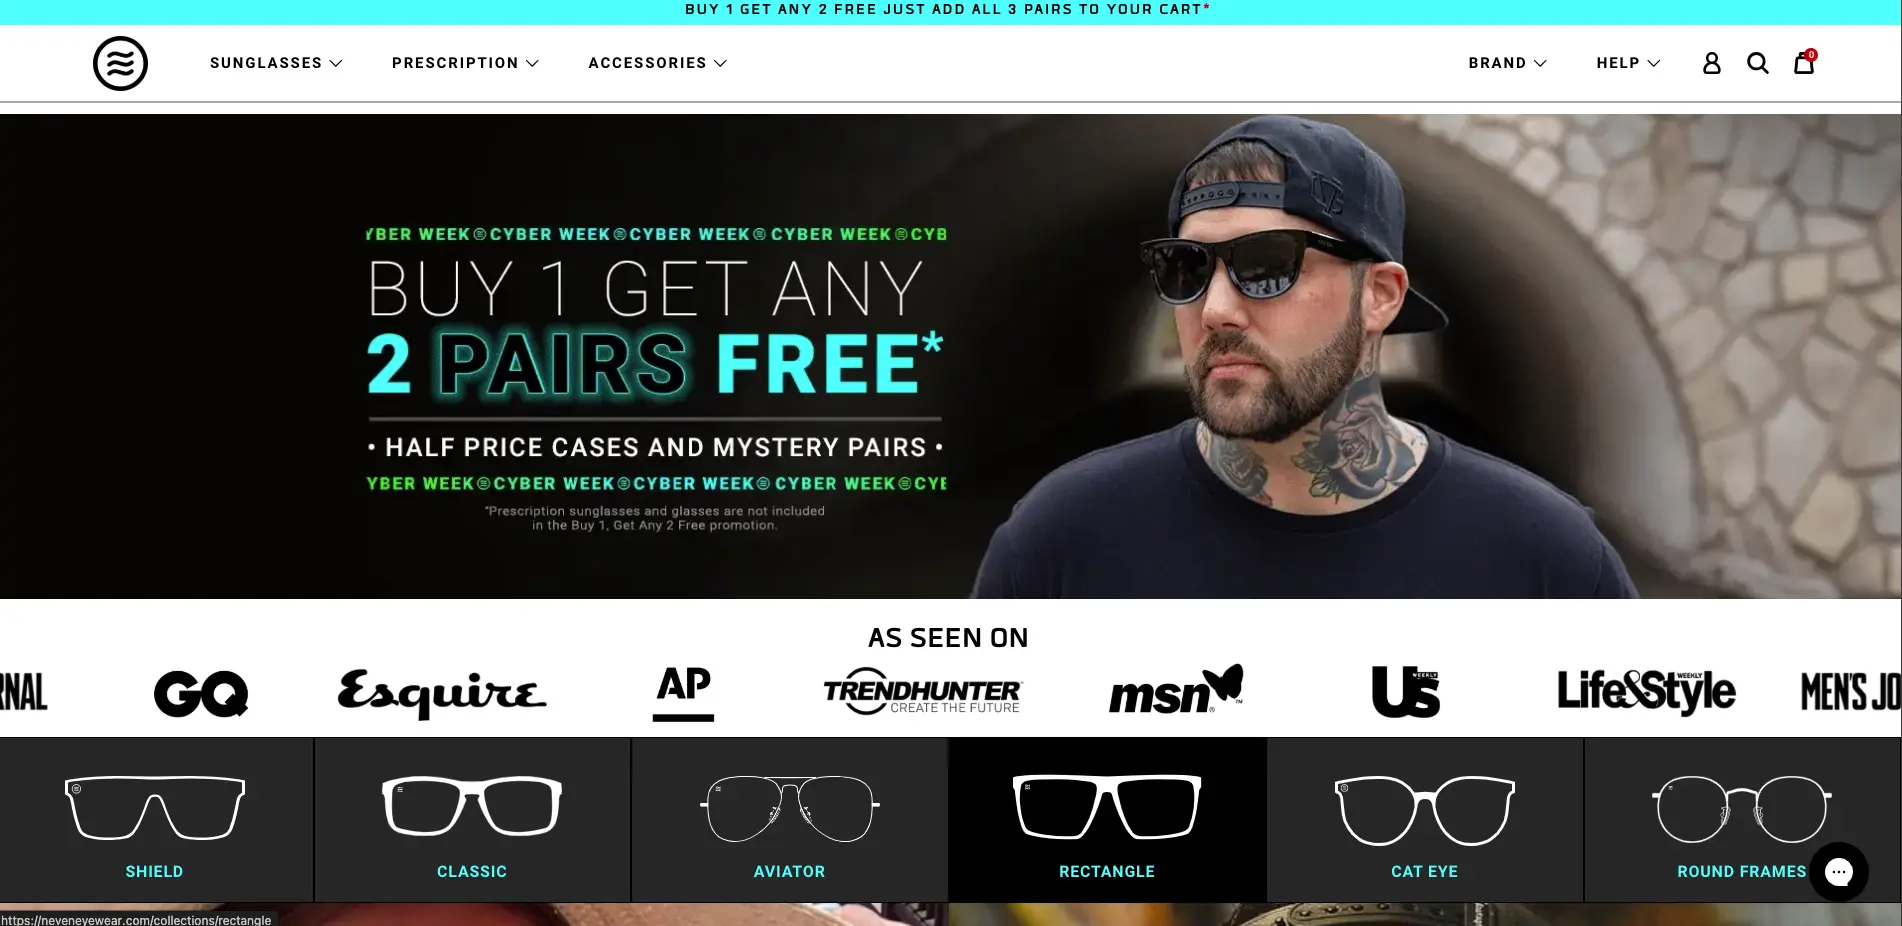 BUY 1 GET ANY 2 FREE JUST ADD ALL 3 PAIRS TO YOUR CART*
SUNGLASSES PRESCRIPTION ACCESSORIES BRAND HELP 0
YBER WEEK CYBER WEEK CYBER WEEK CYBER WEEK CYB
BUY 1 GET ANY
2 PAIRS FREE*
• HALF PRICE CASES AND MYSTERY PAIRS •
YBER WEEK CYBER WEEK CYBER WEEK CYBER WEEK CYE
*Prescription sunglasses and glasses are not included
in the Buy 1, Get Any 2 Free promotion.
AS SEEN ON
RNAL GQ Esquire AP TRENDHUNTER CREATE THE FUTURE msn Us WEEKLY Life&Style WEEKLY MEN'S JO
SHIELD CLASSIC AVIATOR RECTANGLE CAT EYE ROUND FRAMES
https://neveneyewear.com/collections/rectangle